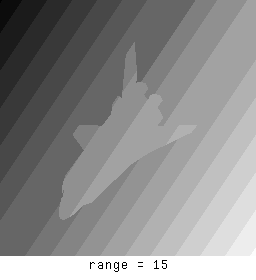 range = 15